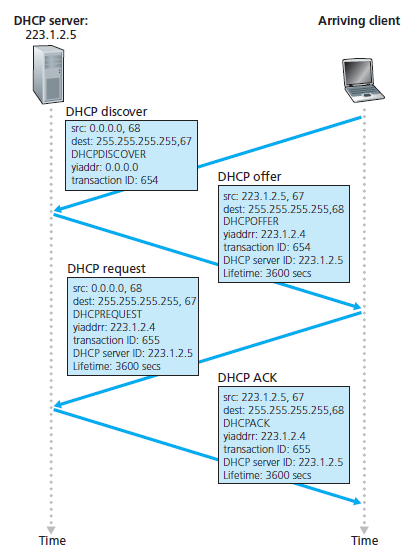 DHCP server:
223.1.2.5
Arriving client
DHCP discover
src: 0.0.0.0, 68
dest: 255.255.255.255,67
DHCPDISCOVER
yiaddr: 0.0.0.0
transaction ID: 654
DHCP offer
src: 223.1.2.5, 67
dest: 255.255.255.255,68
DHCPOFFER
yiaddrr: 223.1.2.4
transaction ID: 654
DHCP server ID: 223.1.2.5
Lifetime: 3600 secs
DHCP request
src: 0.0.0.0, 68
dest: 255.255.255.255, 67
DHCPREQUEST
yiaddrr: 223.1.2.4
transaction ID: 655
DHCP server ID: 223.1.2.5
Lifetime: 3600 secs
DHCP ACK
src: 223.1.2.5, 67
dest: 255.255.255.255,68
DHCPACK
yiaddrr: 223.1.2.4
transaction ID: 655
DHCP server ID: 223.1.2.5
Lifetime: 3600 secs
Time
Time